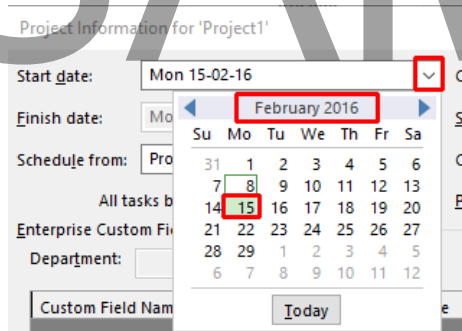 SAM
Project Information for 'Project1'
Start date: Mon 15-02-16
February 2016
Finish date: Mo
Su Mo Tu We Th Fr Sa
31 1 2 3 4 5 6
Schedule from: Pro
7 8 9 10 11 12 13
All tasks b
14 15 16 17 18 19 20
Enterprise Custom Fi
21 22 23 24 25 26 27
Department:
28 29 1 2 3 4 5
6 7 8 9 10 11 12
Custom Field Nam
Today
e